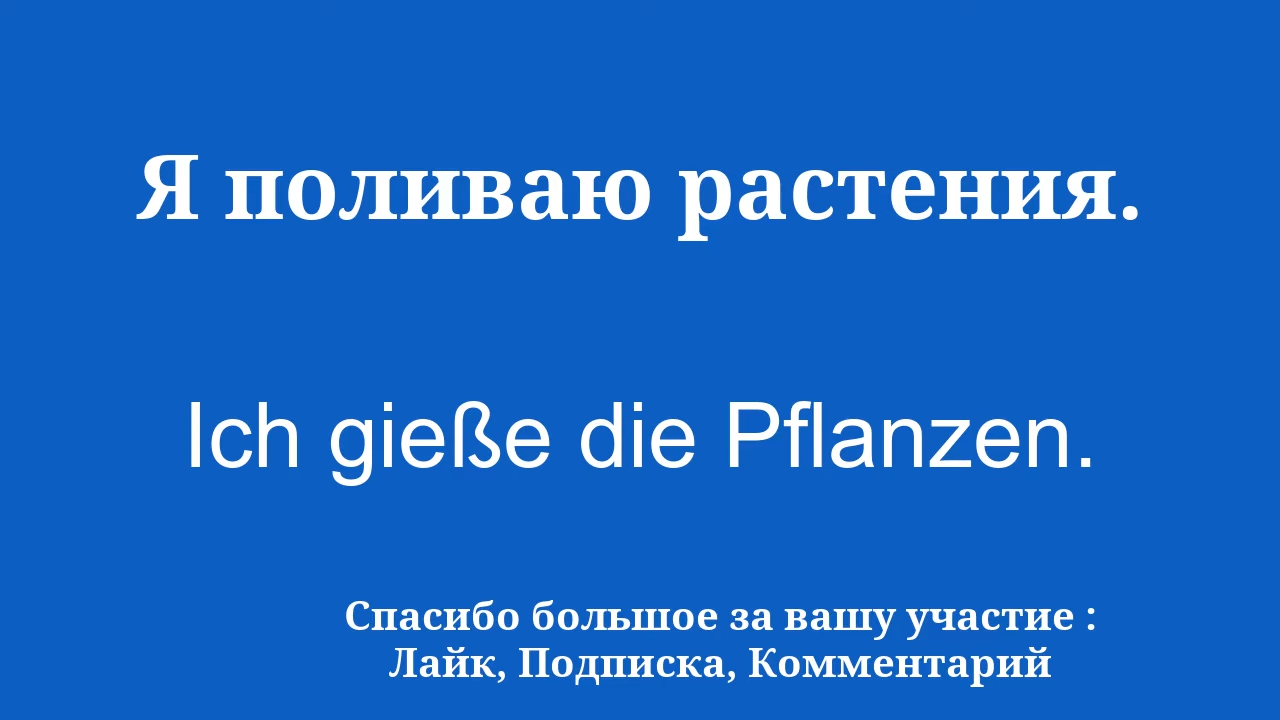 Я поливаю растения.
Ich gieße die Pflanzen.
Спасибо большое за вашу участие :
Лайк, Подписка, Комментарий